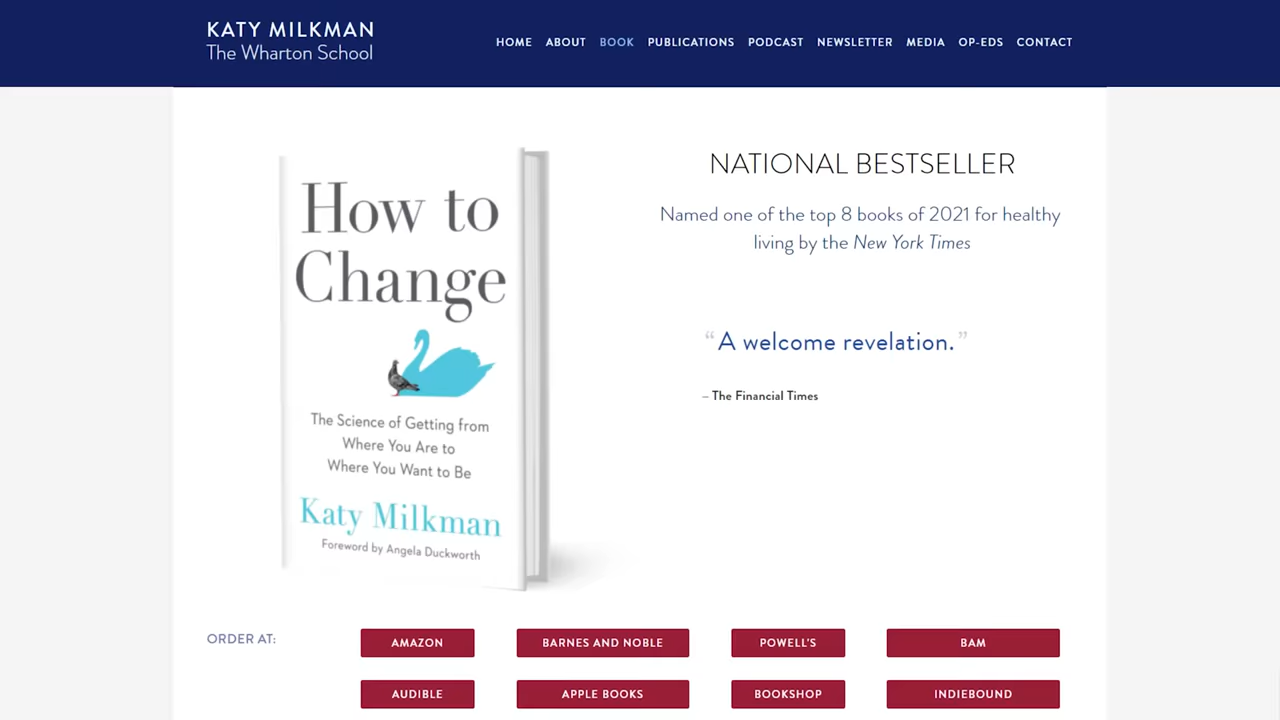 KATY MILKMAN
The Wharton School
HOME ABOUT BOOK PUBLICATIONS PODCAST NEWSLETTER MEDIA OP-EDS CONTACT
How to
Change
The Science of Getting from
Where You Are to
Where You Want to Be
Katy Milkman
Foreword by Angela Duckworth
NATIONAL BESTSELLER
Named one of the top 8 books of 2021 for healthy
living by the New York Times
“A welcome revelation.”
– The Financial Times
ORDER AT:
AMAZON BARNES AND NOBLE POWELL'S BAM
AUDIBLE APPLE BOOKS BOOKSHOP INDIEBOUND